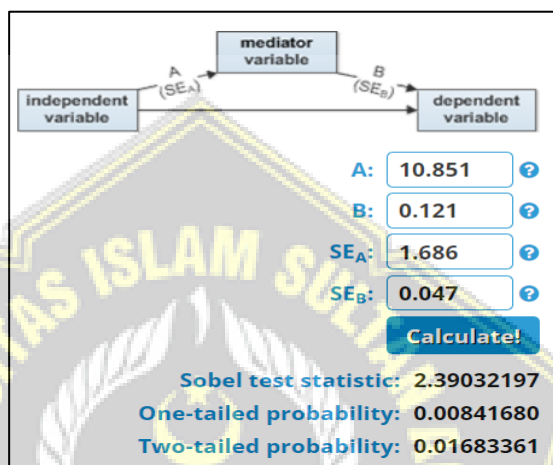 mediator
variable
A
(SEA)
B
(SEB)
independent
variable
dependent
variable
A: 10.851 ?
B: 0.121 ?
SEA: 1.686 ?
SEB: 0.047 ?
Calculate!
Sobel test statistic: 2.39032197
One-tailed probability: 0.00841680
Two-tailed probability: 0.01683361
ISLAM